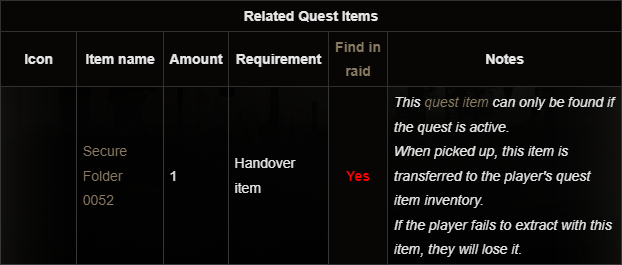 Related Quest Items
Icon Item name Amount Requirement Find in raid Notes
Secure Folder 0052
1
Handover item
Yes
This quest item can only be found if
the quest is active.
When picked up, this item is
transferred to the player's quest
item inventory.
If the player fails to extract with this
item, they will lose it.